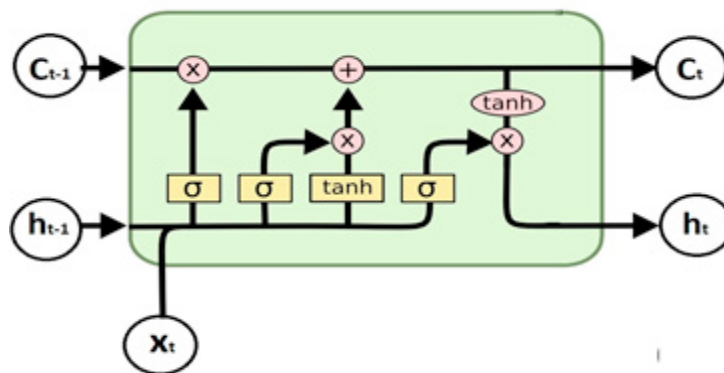 Cₜ₋₁
x
+
Cₜ
tanh
x
x
σ
σ
tanh
σ
hₜ₋₁
hₜ
xₜ